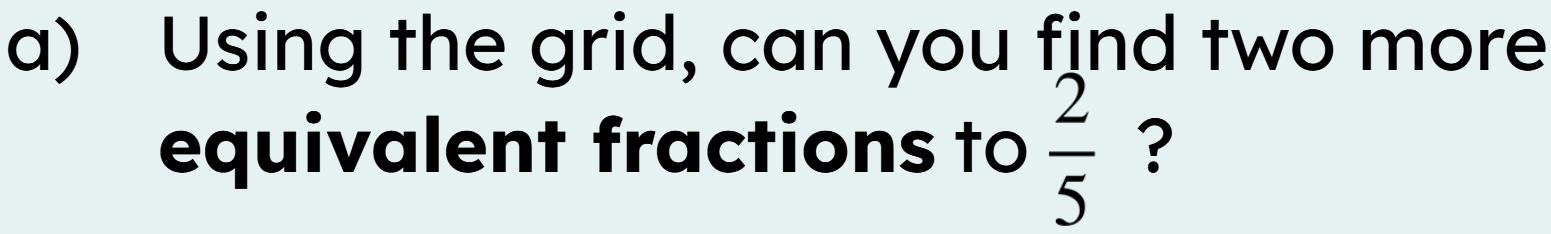 a) Using the grid, can you find two more
equivalent fractions to 2/5 ?